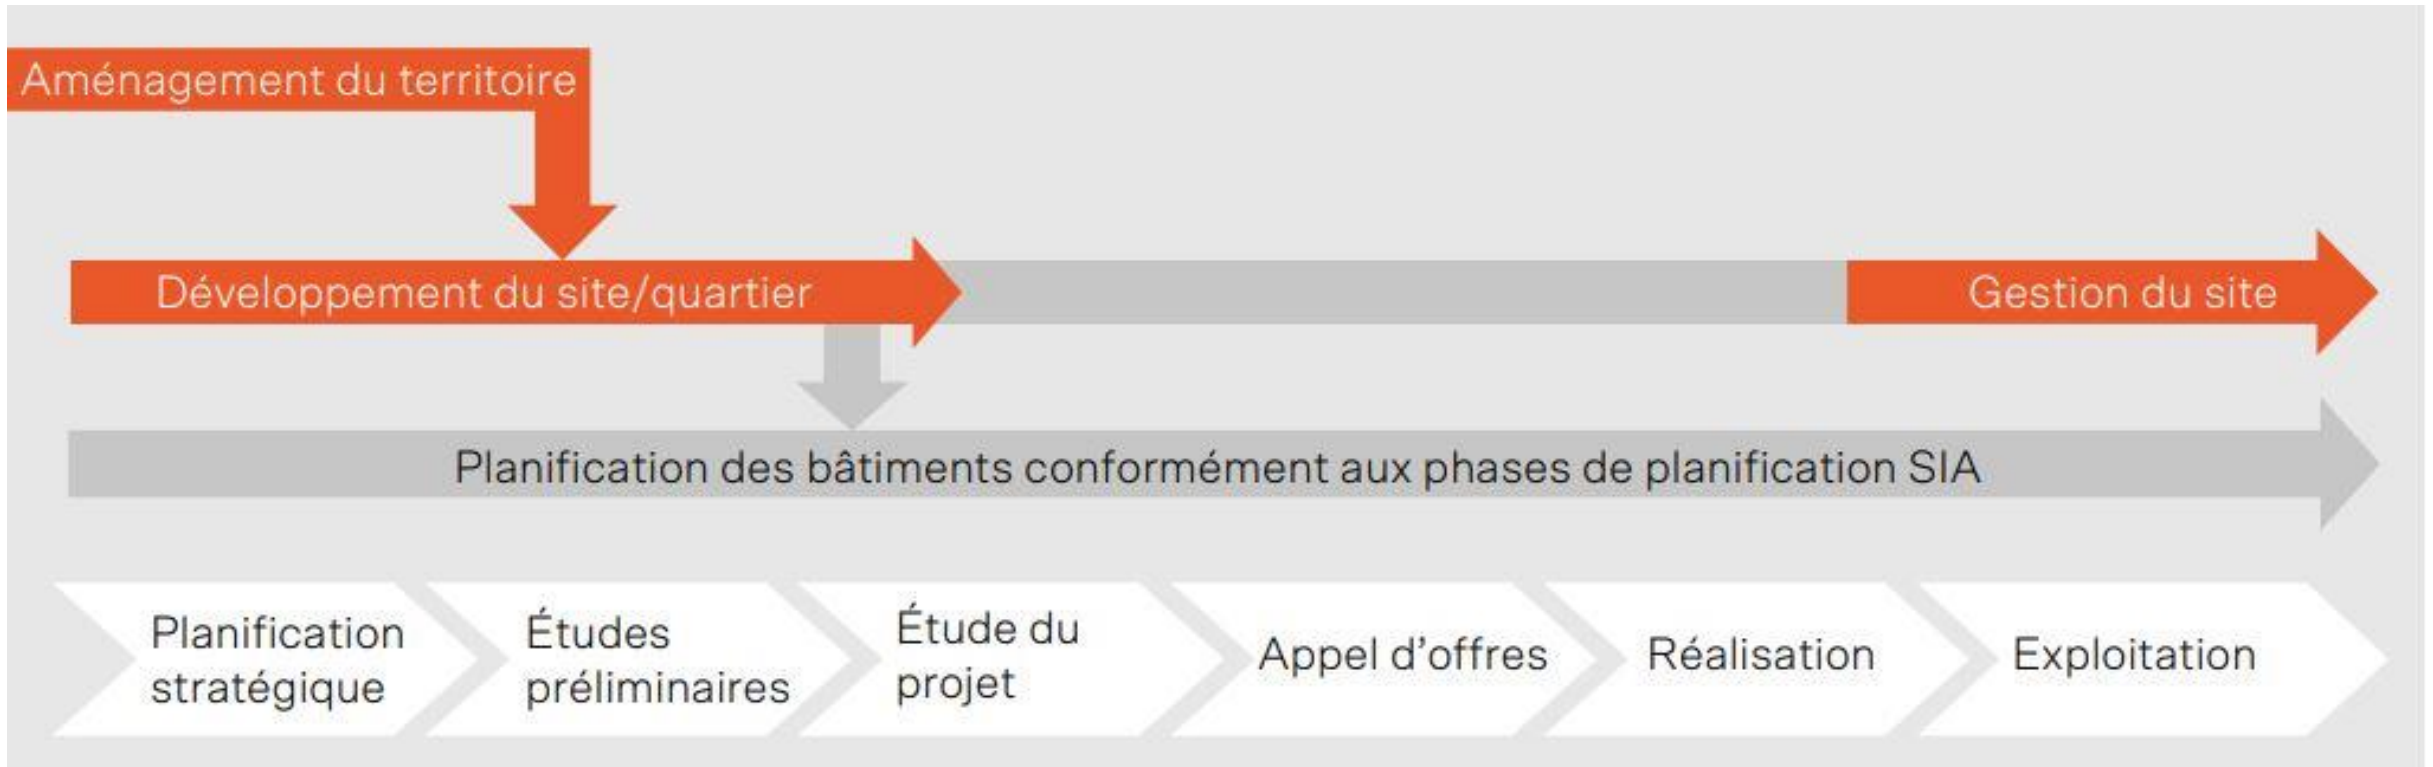 Aménagement du territoire
Développement du site/quartier
Gestion du site
Planification des bâtiments conformément aux phases de planification SIA
Planification
stratégique
Études
préliminaires
Étude du
projet
Appel d’offres
Réalisation
Exploitation